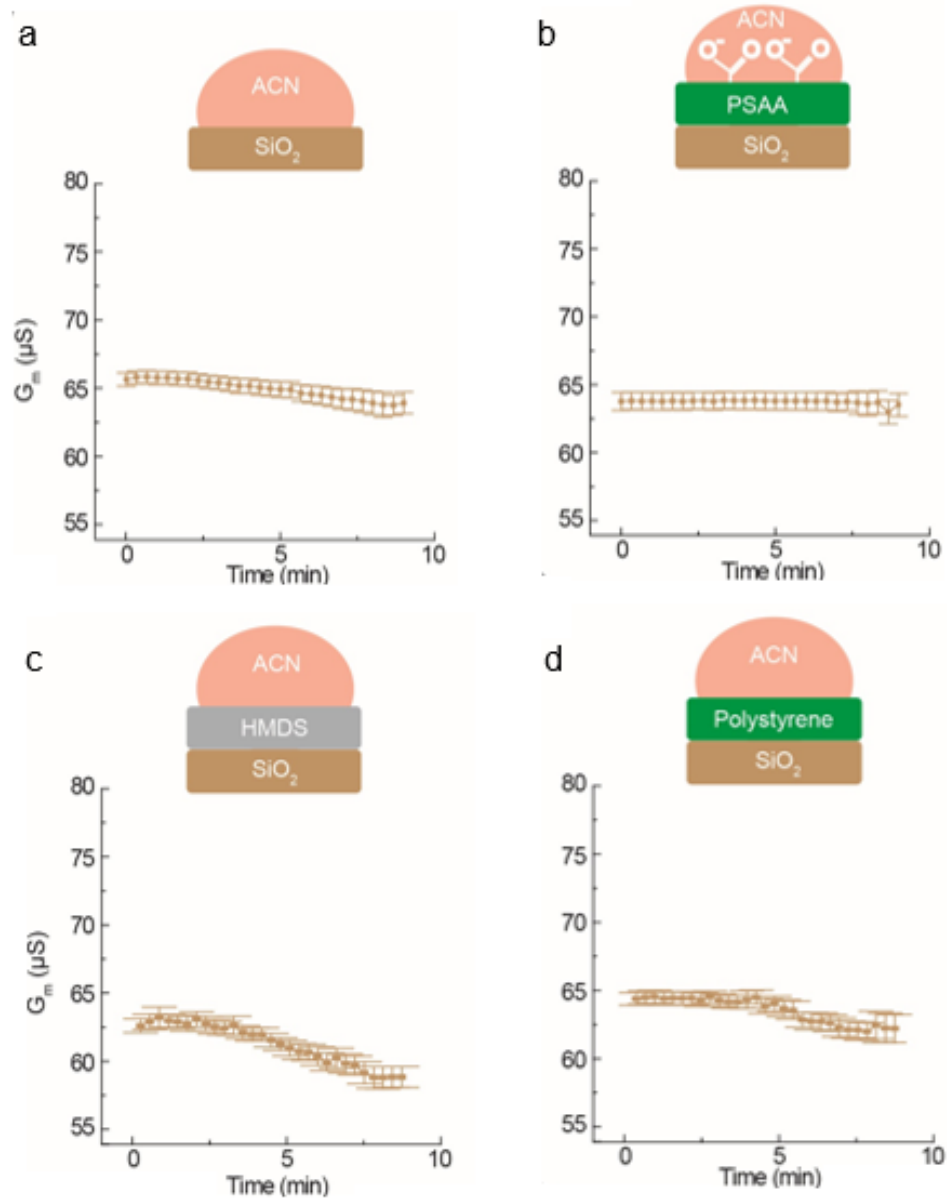 a
ACN
SiO₂
80
75
70
65
60
55
Gₘ (µS)
0 5 10
Time (min)
b
ACN
O⁻ O O⁻ O
PSAA
SiO₂
80
75
70
65
60
55
0 5 10
Time (min)
c
ACN
HMDS
SiO₂
80
75
70
65
60
55
Gₘ (µS)
0 5 10
Time (min)
d
ACN
Polystyrene
SiO₂
80
75
70
65
60
55
0 5 10
Time (min)